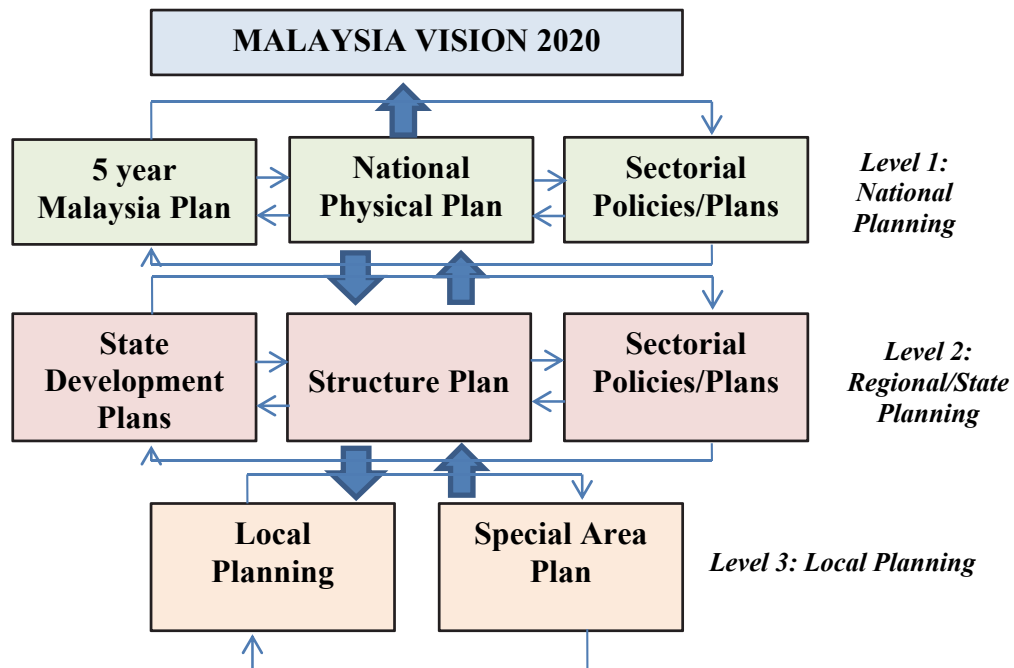 MALAYSIA VISION 2020
5 year
Malaysia Plan
National
Physical Plan
Sectorial
Policies/Plans
Level 1:
National
Planning
State
Development
Plans
Structure Plan
Sectorial
Policies/Plans
Level 2:
Regional/State
Planning
Local
Planning
Special Area
Plan
Level 3: Local Planning